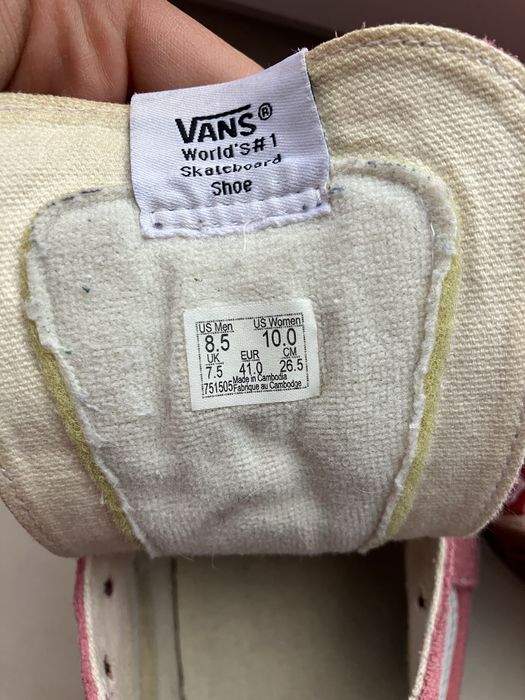 VANS®
World's#1
Skateboard
Shoe
US Men US Women
8.5 10.0
UK EUR CM
7.5 41.0 26.5
751505 Made in Cambodia
Fabrique au Cambodge